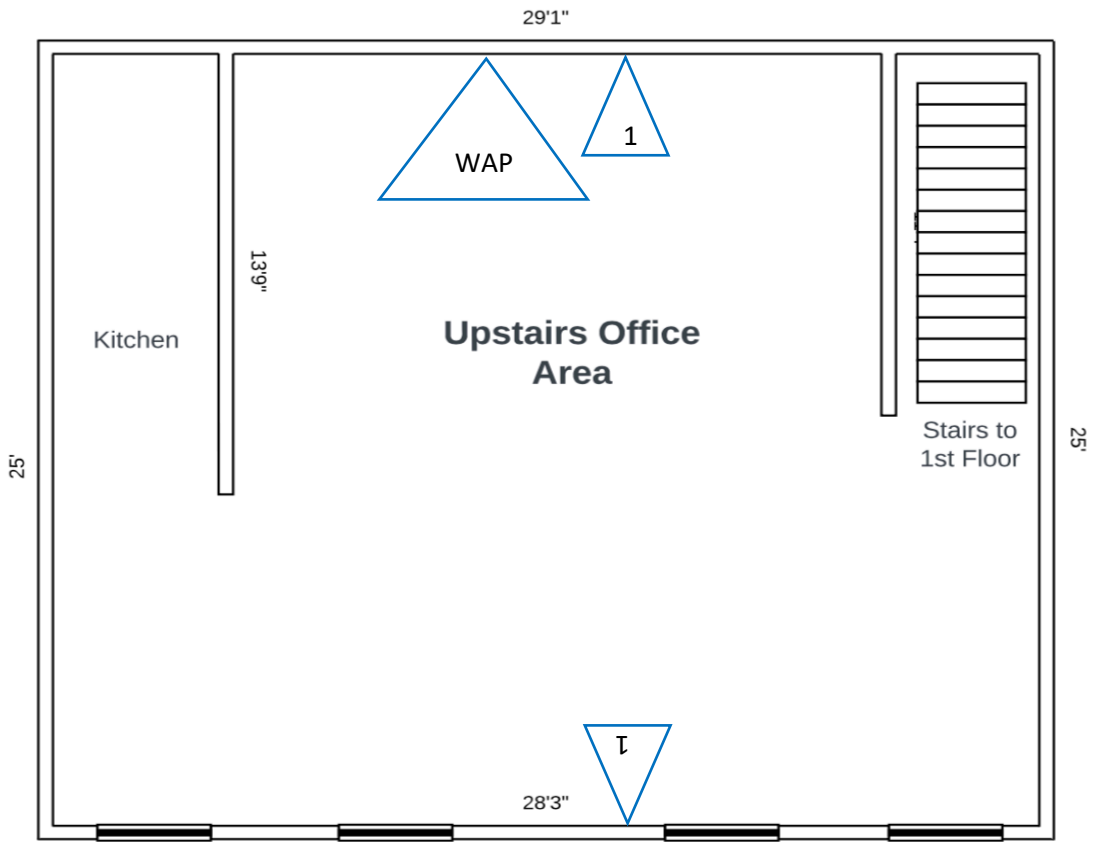 29'1"
WAP
1
13'9"
Kitchen
Upstairs Office
Area
Stairs to
1st Floor
25'
25'
1
28'3"